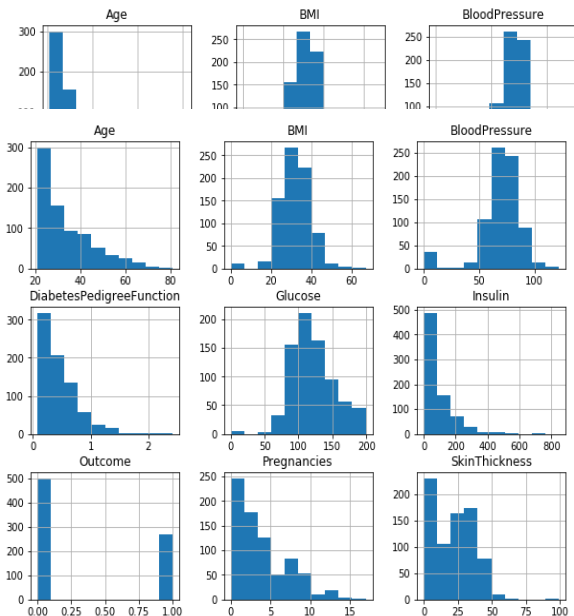 Age BMI BloodPressure
300 250 250
200 200 200
150 150
100 100
Age BMI BloodPressure
300 250 250
200 200 200
150 150
100 100 100
50 50
0 0 0
20 40 60 80 0 20 40 60 0 50 100
DiabetesPedigreeFunction Glucose Insulin
300 200 500
400
200 150 300
100 100 200
50 100
0 0 0
0 1 2 0 50 100 150 200 0 200 400 600 800
Outcome Pregnancies SkinThickness
500 250
400 200 200
300 150 150
200 100 100
100 50 50
0 0 0
0.00 0.25 0.50 0.75 1.00 0 5 10 15 0 25 50 75 100